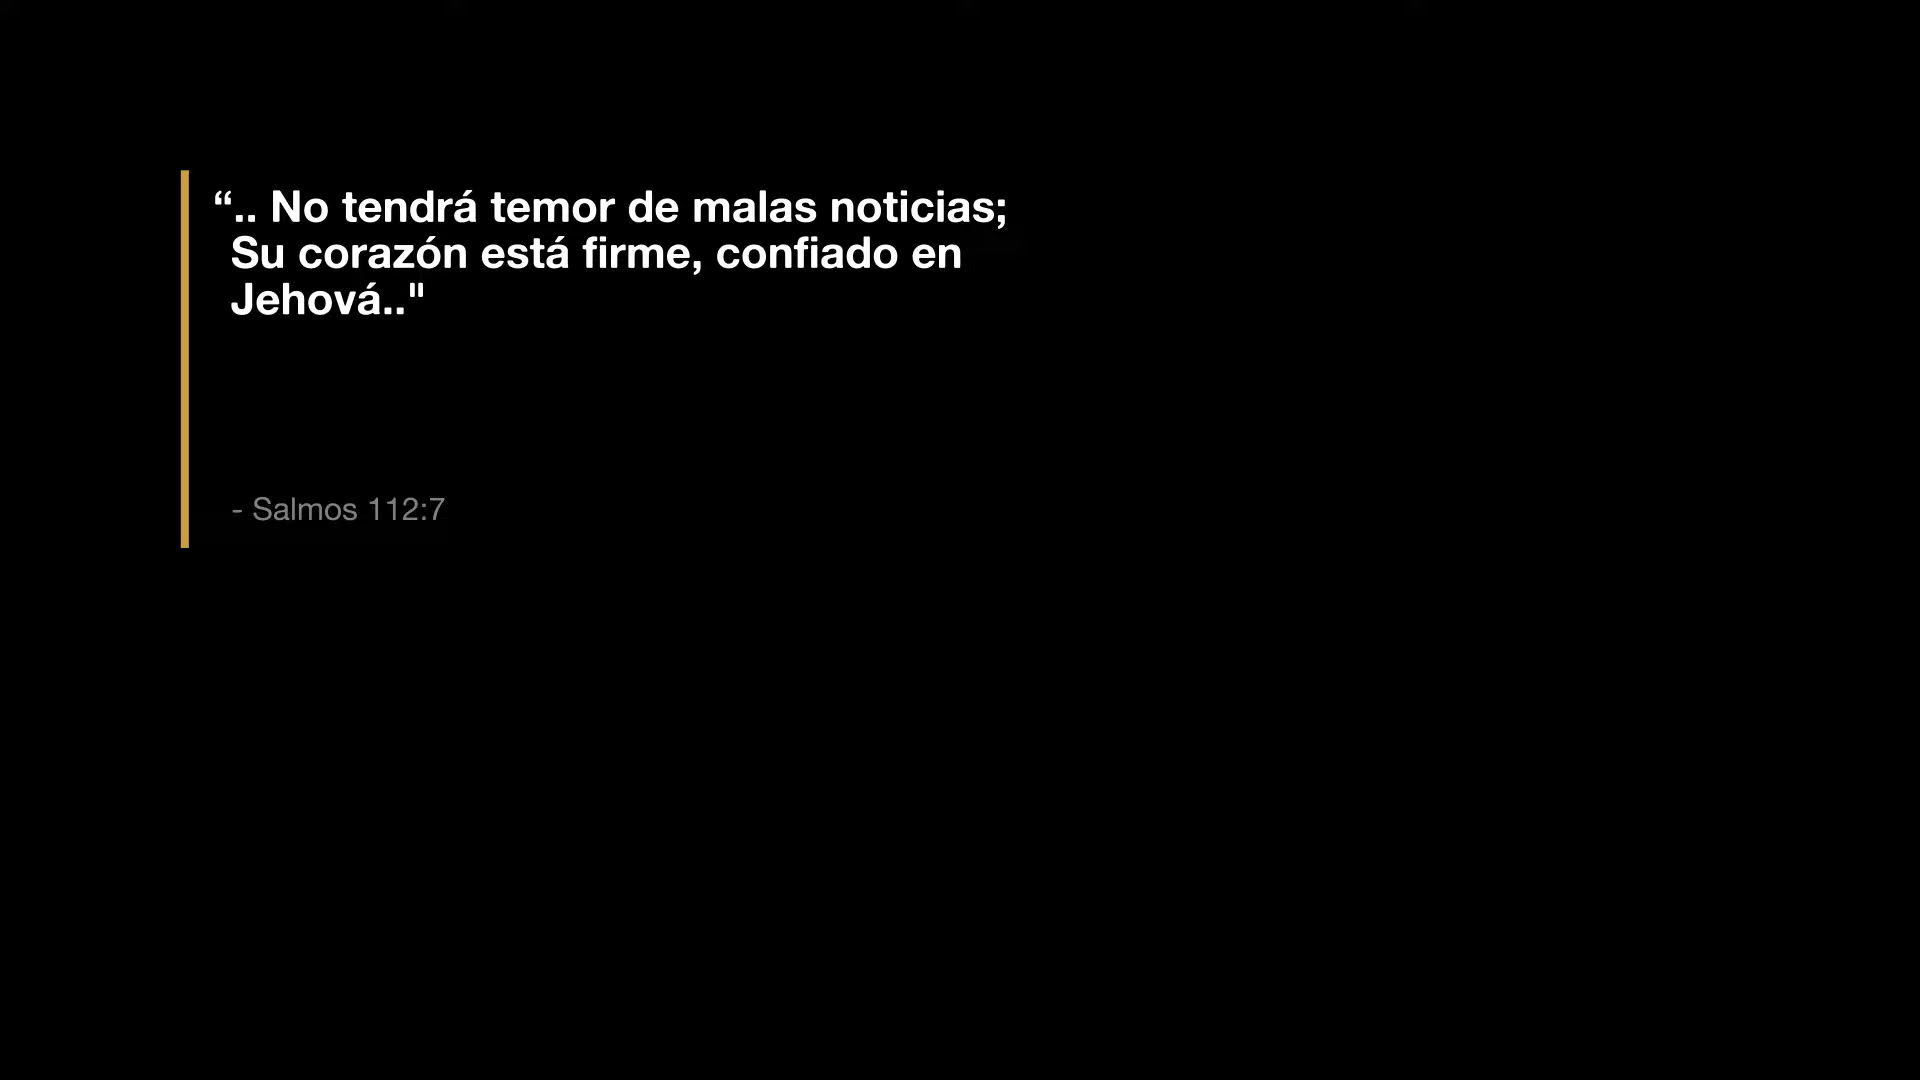 “.. No tendrá temor de malas noticias;
Su corazón está firme, confiado en
Jehová.."
- Salmos 112:7